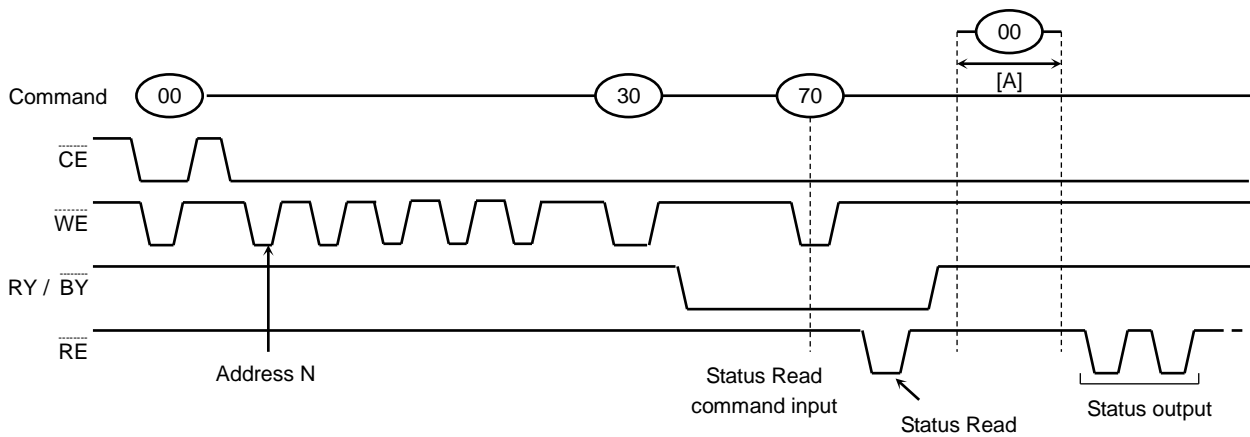 00
[A]
Command 00 30 70
CE
WE
RY / BY
RE
Address N
Status Read
command input
Status Read
Status output